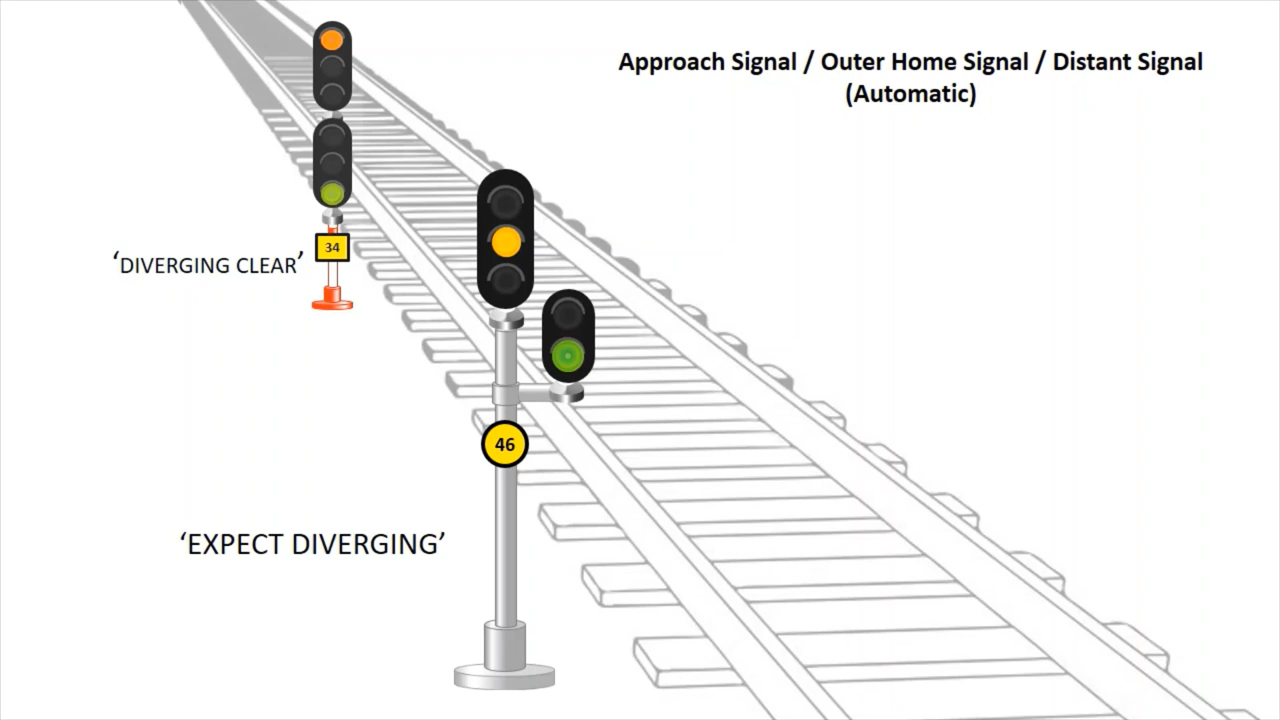 Approach Signal / Outer Home Signal / Distant Signal
(Automatic)
34
‘DIVERGING CLEAR’
46
‘EXPECT DIVERGING’